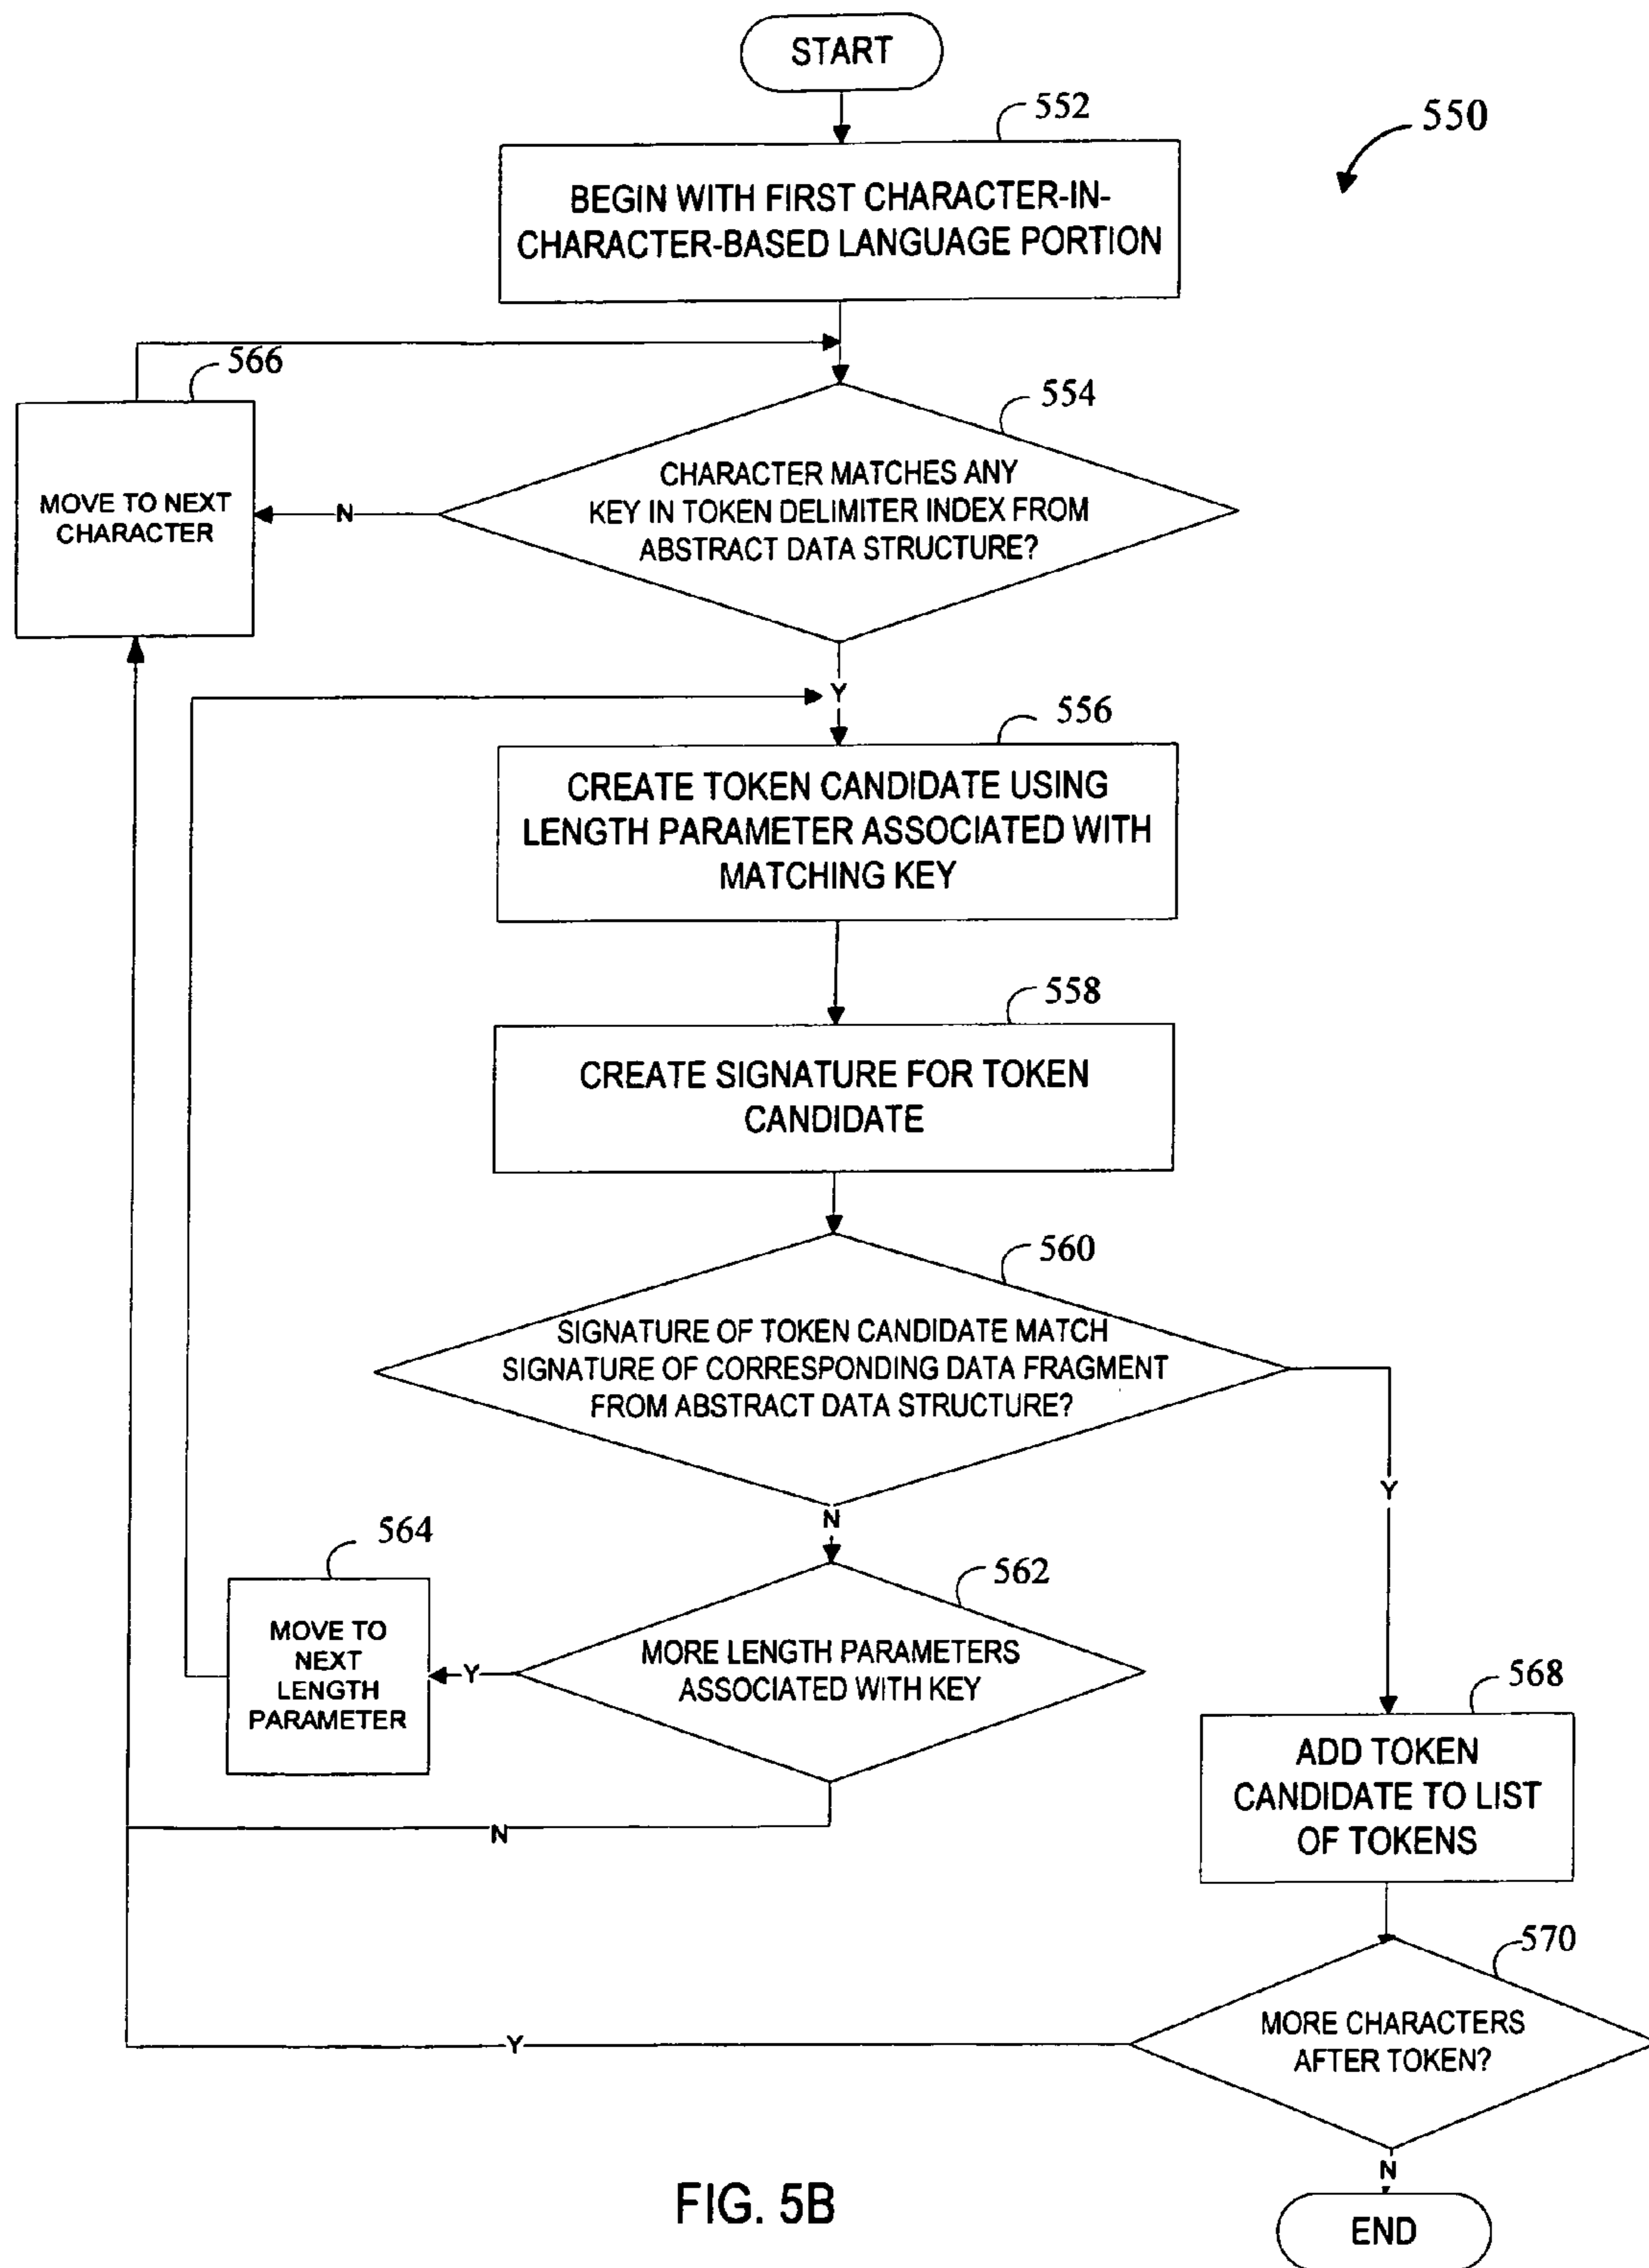 START
552
550
BEGIN WITH FIRST CHARACTER-IN-
CHARACTER-BASED LANGUAGE PORTION
566
554
MOVE TO NEXT
CHARACTER
N
CHARACTER MATCHES ANY
KEY IN TOKEN DELIMITER INDEX FROM
ABSTRACT DATA STRUCTURE?
Y
556
CREATE TOKEN CANDIDATE USING
LENGTH PARAMETER ASSOCIATED WITH
MATCHING KEY
558
CREATE SIGNATURE FOR TOKEN
CANDIDATE
560
SIGNATURE OF TOKEN CANDIDATE MATCH
SIGNATURE OF CORRESPONDING DATA FRAGMENT
FROM ABSTRACT DATA STRUCTURE?
Y
N
564
562
MOVE TO
NEXT
LENGTH
PARAMETER
Y
MORE LENGTH PARAMETERS
ASSOCIATED WITH KEY
568
ADD TOKEN
CANDIDATE TO LIST
OF TOKENS
N
570
MORE CHARACTERS
AFTER TOKEN?
Y
N
FIG. 5B
END